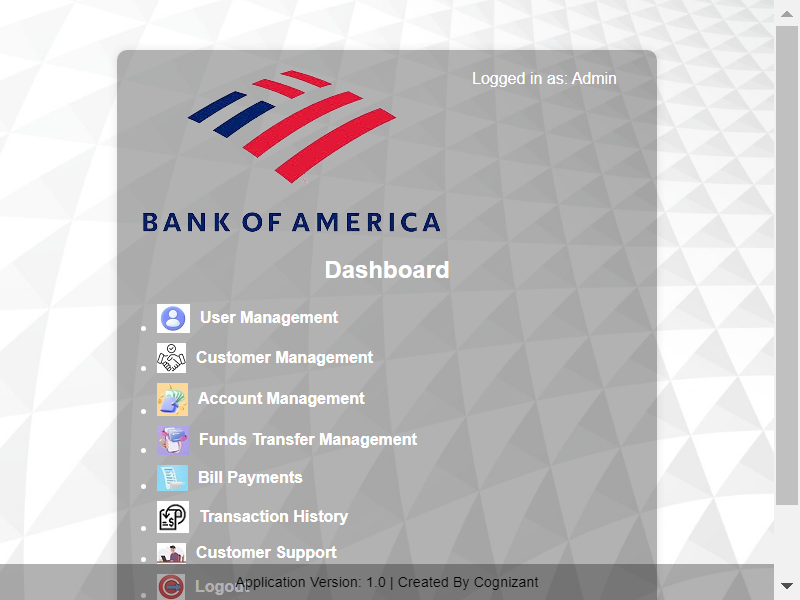 Logged in as: Admin
BANK OF AMERICA
Dashboard
User Management
Customer Management
Account Management
Funds Transfer Management
Bill Payments
Transaction History
Customer Support
Logout
Application Version: 1.0 | Created By Cognizant